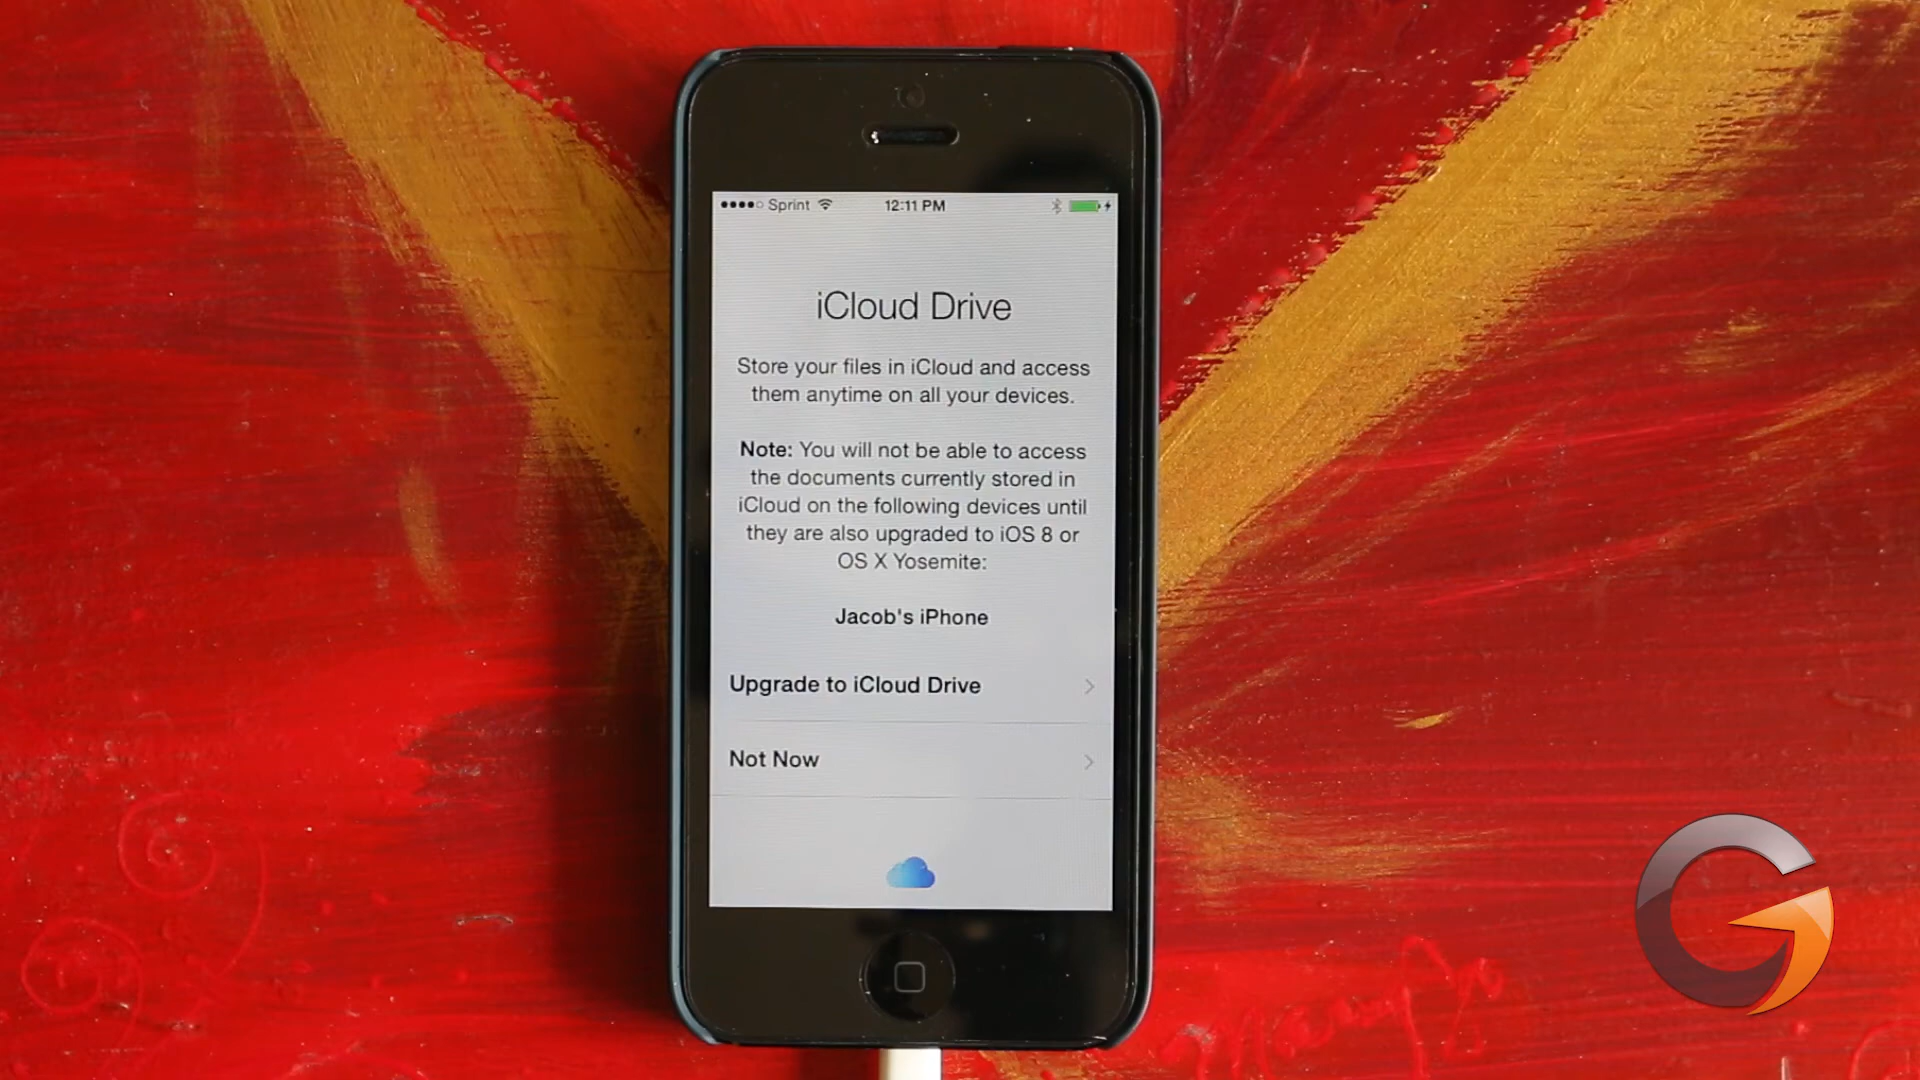 Sprint 12:11 PM
iCloud Drive
Store your files in iCloud and access
them anytime on all your devices.
Note: You will not be able to access
the documents currently stored in
iCloud on the following devices until
they are also upgraded to iOS 8 or
OS X Yosemite:
Jacob's iPhone
Upgrade to iCloud Drive
Not Now